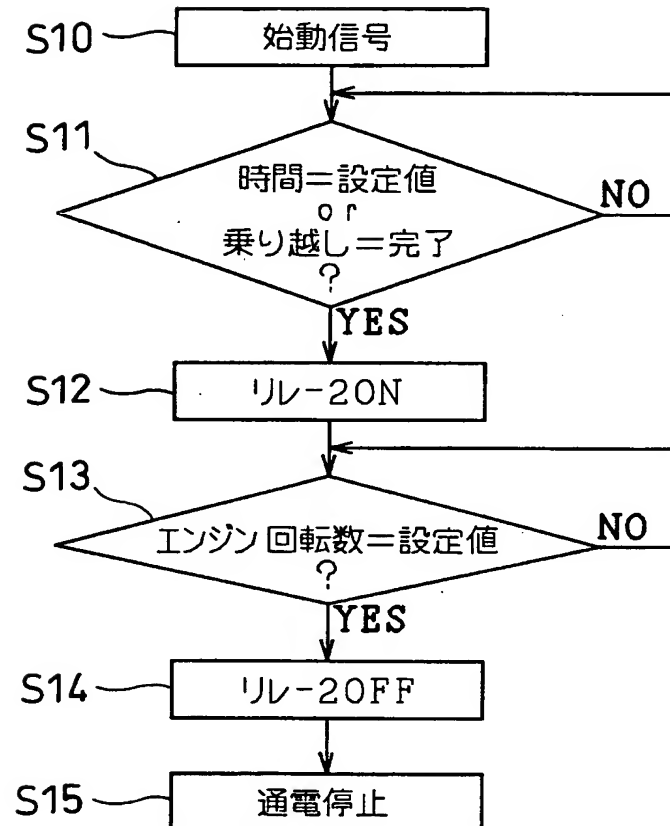 S10
始動信号
S11
時間=設定値
or
乗り越し=完了
?
NO
YES
S12
リレー2ON
S13
エンジン回転数=設定値
?
NO
YES
S14
リレー2OFF
S15
通電停止